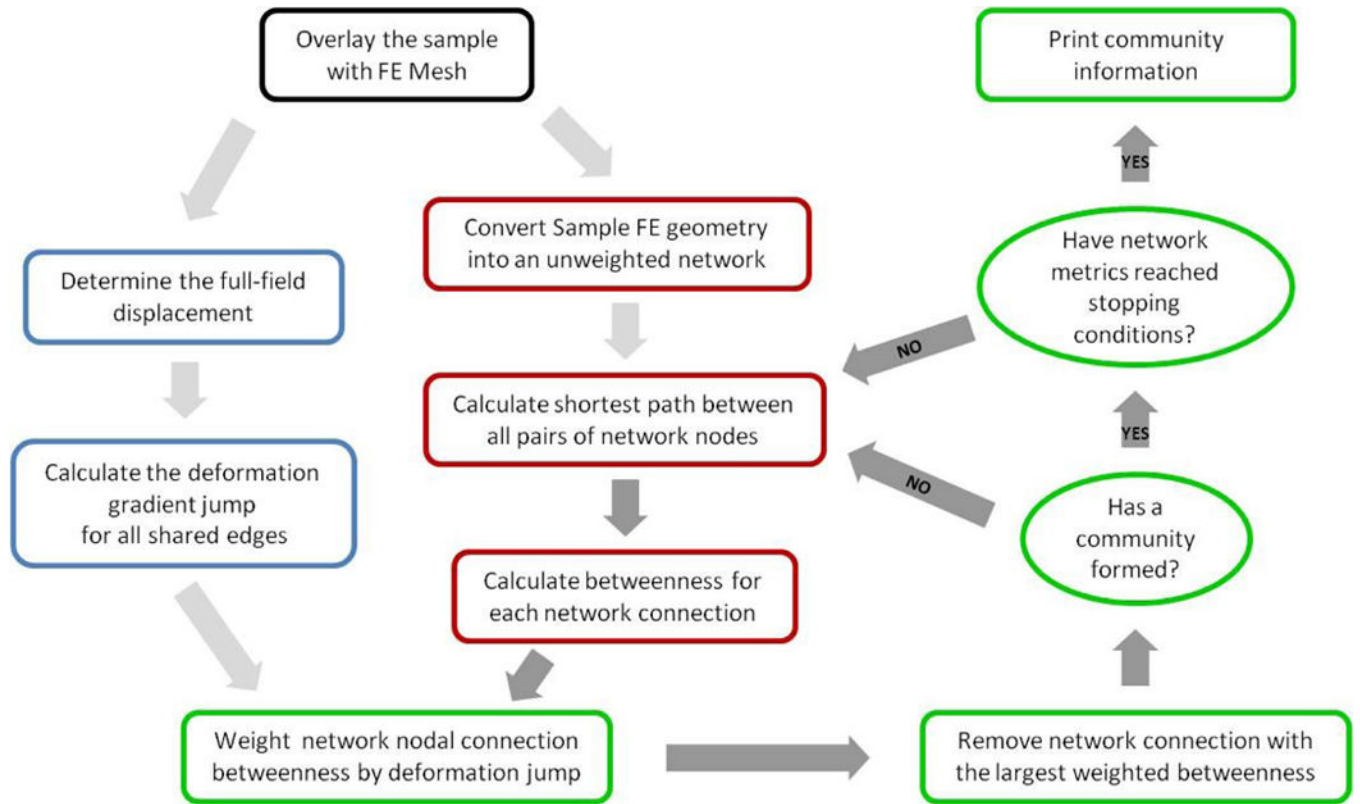 Overlay the sample
with FE Mesh
Print community
information
YES
Convert Sample FE geometry
into an unweighted network
Have network
metrics reached
stopping
conditions?
Determine the full-field
displacement
NO
Calculate shortest path between
all pairs of network nodes
YES
NO
Calculate the deformation
gradient jump
for all shared edges
Has a
community
formed?
Calculate betweenness for
each network connection
Weight network nodal connection
betweenness by deformation jump
Remove network connection with
the largest weighted betweenness